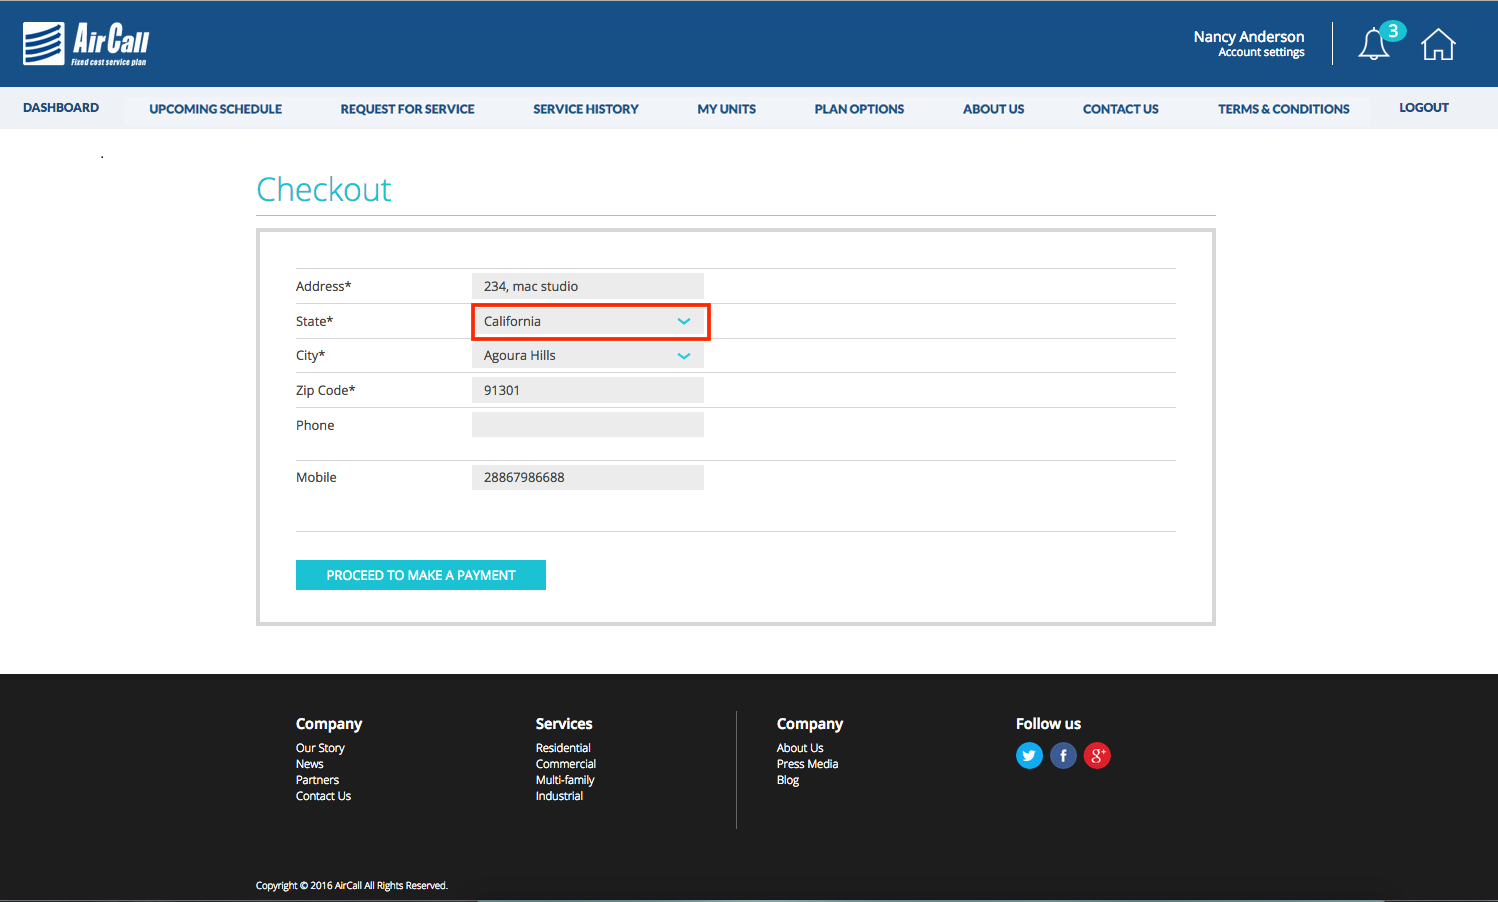 AirCall
Fixed cost service plan
Nancy Anderson
Account settings
3
DASHBOARD
UPCOMING SCHEDULE
REQUEST FOR SERVICE
SERVICE HISTORY
MY UNITS
PLAN OPTIONS
ABOUT US
CONTACT US
TERMS & CONDITIONS
LOGOUT
.
Checkout
Address* 234, mac studio
State* California
City* Agoura Hills
Zip Code* 91301
Phone
Mobile 28867986688
PROCEED TO MAKE A PAYMENT
Company
Our Story
News
Partners
Contact Us
Services
Residential
Commercial
Multi-family
Industrial
Company
About Us
Press Media
Blog
Follow us
f
g+
Copyright © 2016 AirCall All Rights Reserved.